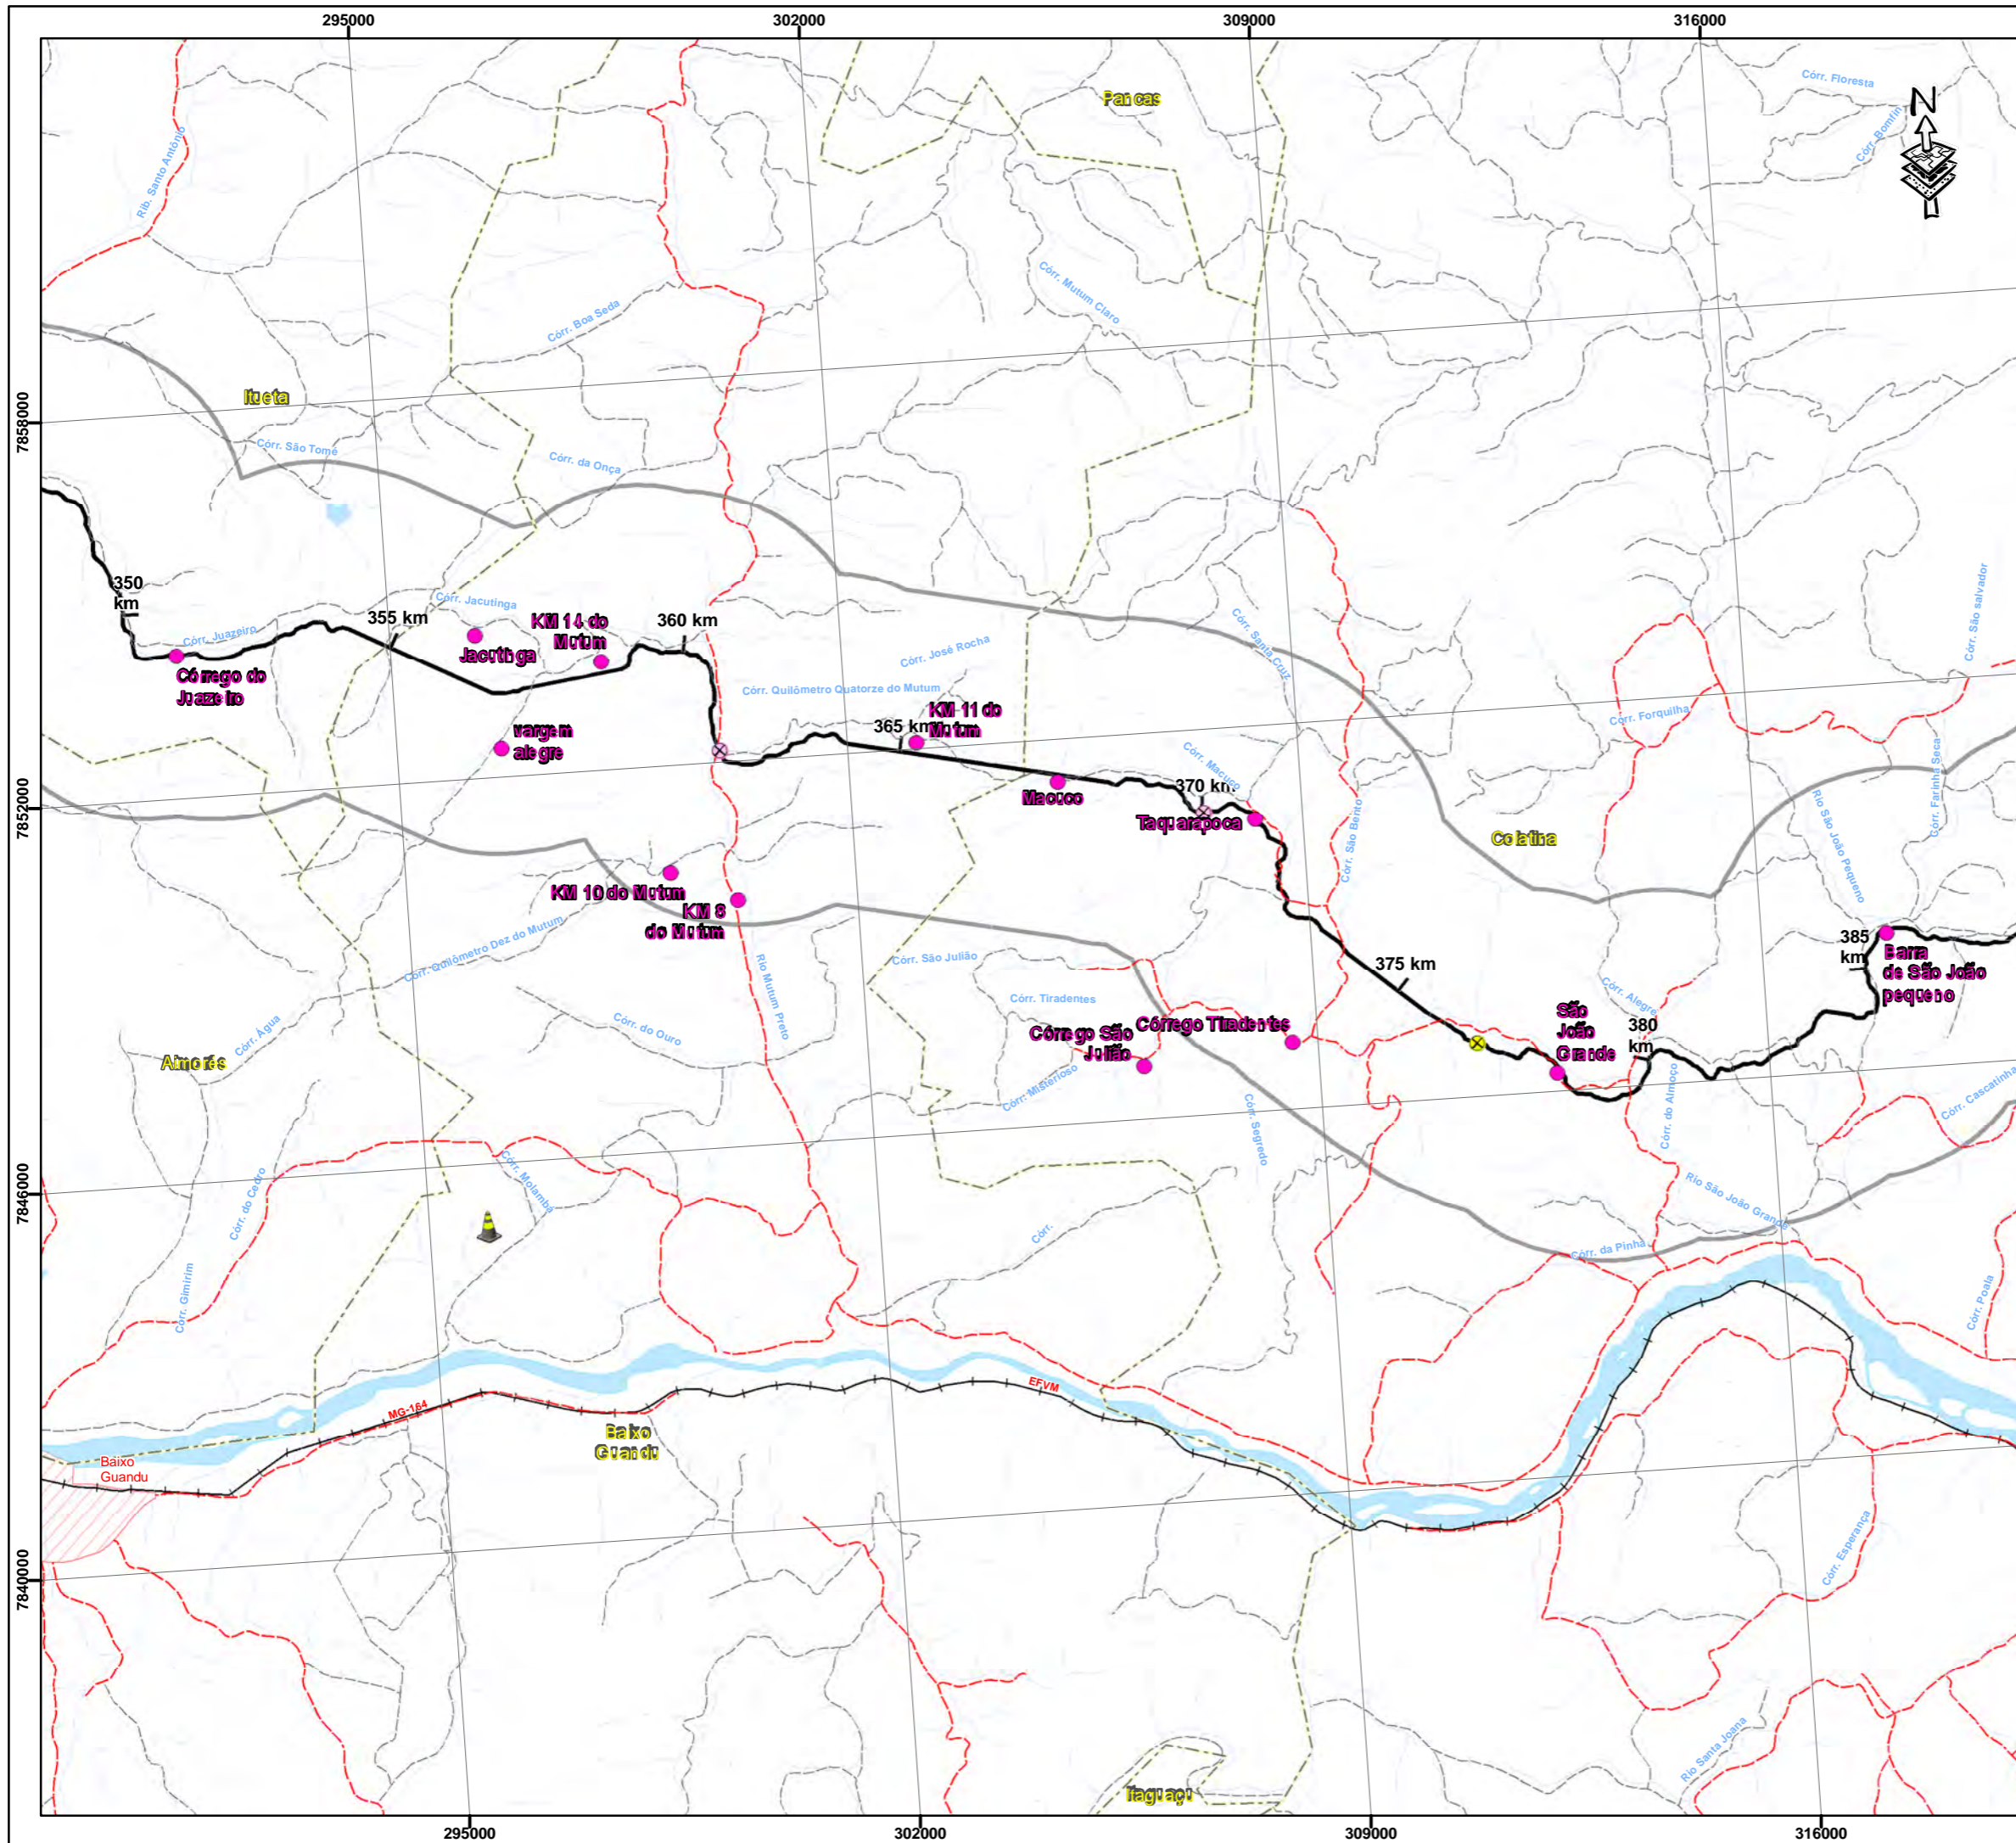 295000
302000
309000
316000
Córr. Floresta
Pancas
N
Córr. Bomfin
Rib. Santo Antônio
Córr. Mutum Claro
Córr. Boa Seda
Itueta
7858000
Córr. São Tomé
Córr. da Onça
350
km
Córr. Jacutinga
355 km
KM 14 do
Mutum
360 km
Córr. Juazeiro
Jacutinga
Córr. José Rocha
Córr. Santa Cruz
Córr. São salvador
Córrego do
Juazeiro
Córr. Quilômetro Quatorze do Mutum
KM 11 do
Mutum
365 km
Córr. Forquilha
vargem
alegre
Córr. Macuco
Córr. Farinha Seca
370 km
Macuco
7852000
Taquarapoca
Córr. São Bento
Colatina
Rio São João Pequeno
KM 10 do Mutum
KM 8
do Mutum
Córr. Quilômetro Dez do Mutum
Córr. São Julião
385
km
Barra
de São João
pequeno
375 km
Rio Mutum Preto
Córr. Tiradentes
Córr. Alegre
São
João
Grande
380
km
Córr. Água
Córr. do Ouro
Córrego São
Julião
Córrego Tiradentes
Aimorés
Córr. Misterioso
Córr. do Almoço
Córr. Cascatinha
Córr. Segredo
7846000
Córr. do Cedro
Córr. Molambá
Rio São João Grande
Córr.
Córr. da Pinha
Córr. Gimirim
Córr. Poala
EFVM
MG-164
Baixo
Guandu
Baixo
Guandu
Córr. Esperança
7840000
Rio Santa Joana
Itaguaçu
295000
302000
309000
316000